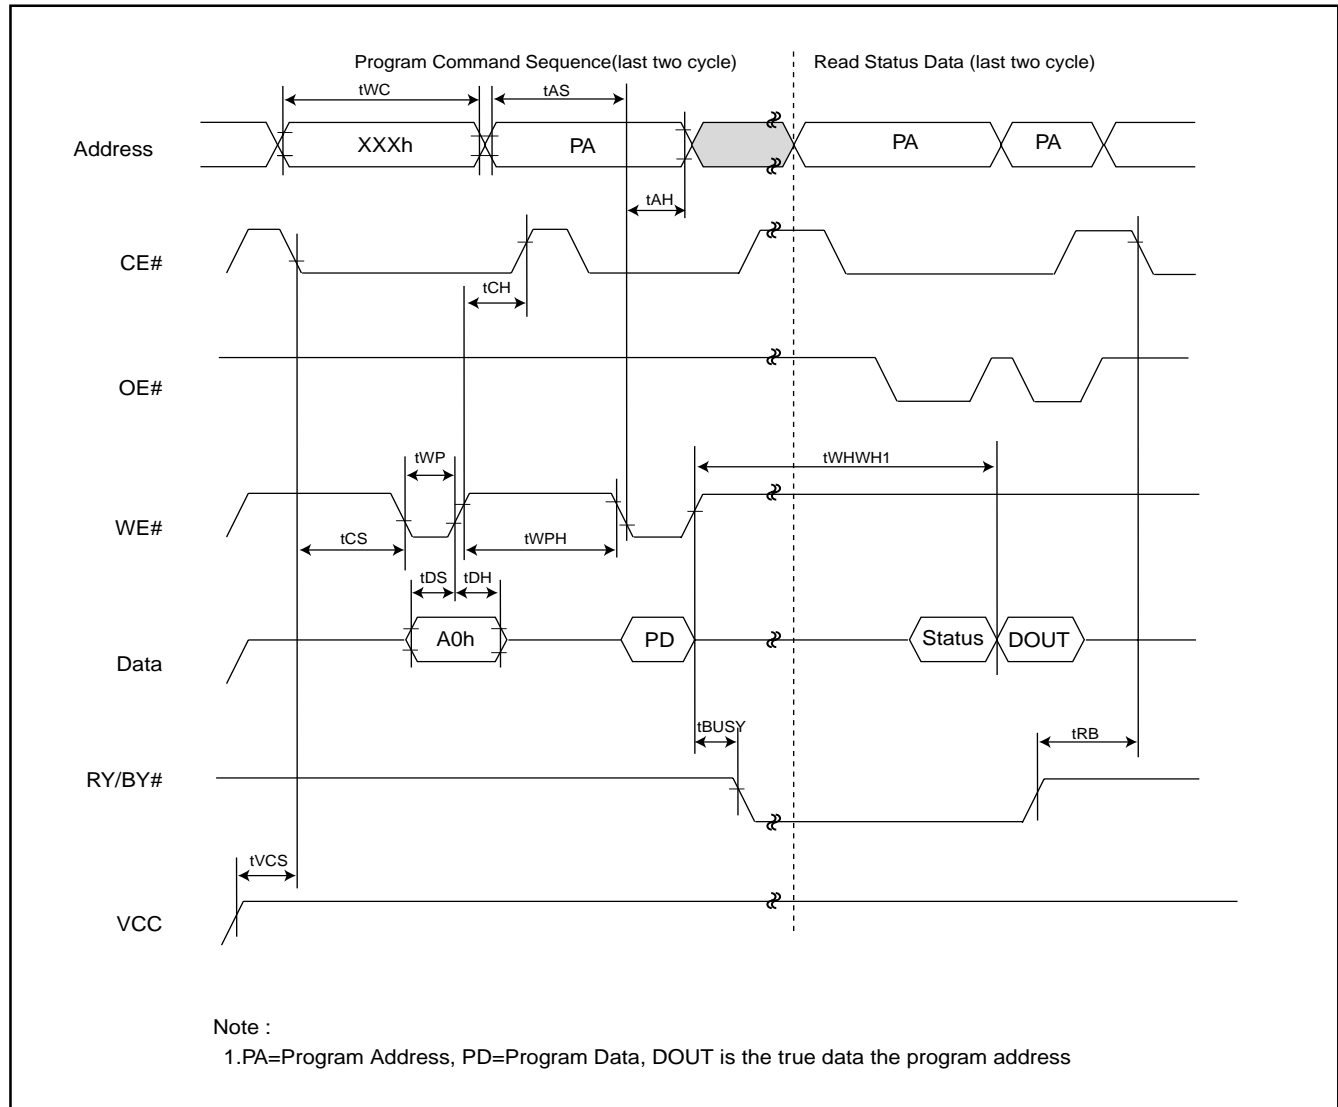 Program Command Sequence(last two cycle)
Read Status Data (last two cycle)
tWC
tAS
Address
XXXh
PA
PA
PA
tAH
CE#
tCH
OE#
tWP
tWHWH1
WE#
tCS
tWPH
tDS
tDH
A0h
PD
Status
DOUT
Data
tBUSY
tRB
RY/BY#
tVCS
VCC
Note :
1.PA=Program Address, PD=Program Data, DOUT is the true data the program address